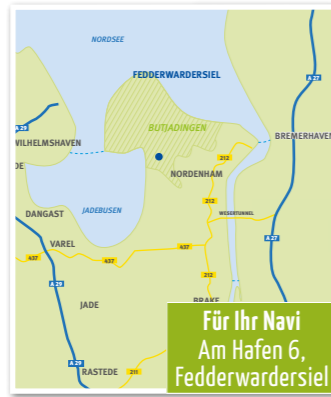 NORDSEE
A 27
FEDDERWARDERSIEL
A 29
BUTJADINGEN
WILHELMSHAVEN
BREMERHAVEN
212
NORDENHAM
212
JADEBUSEN
DANGAST
WESERTUNNEL
VAREL
437
A 27
437
437
212
A 29
JADE
BRAKE
Für Ihr Navi
Am Hafen 6,
Fedderwardersiel
A 29
RASTEDE
211